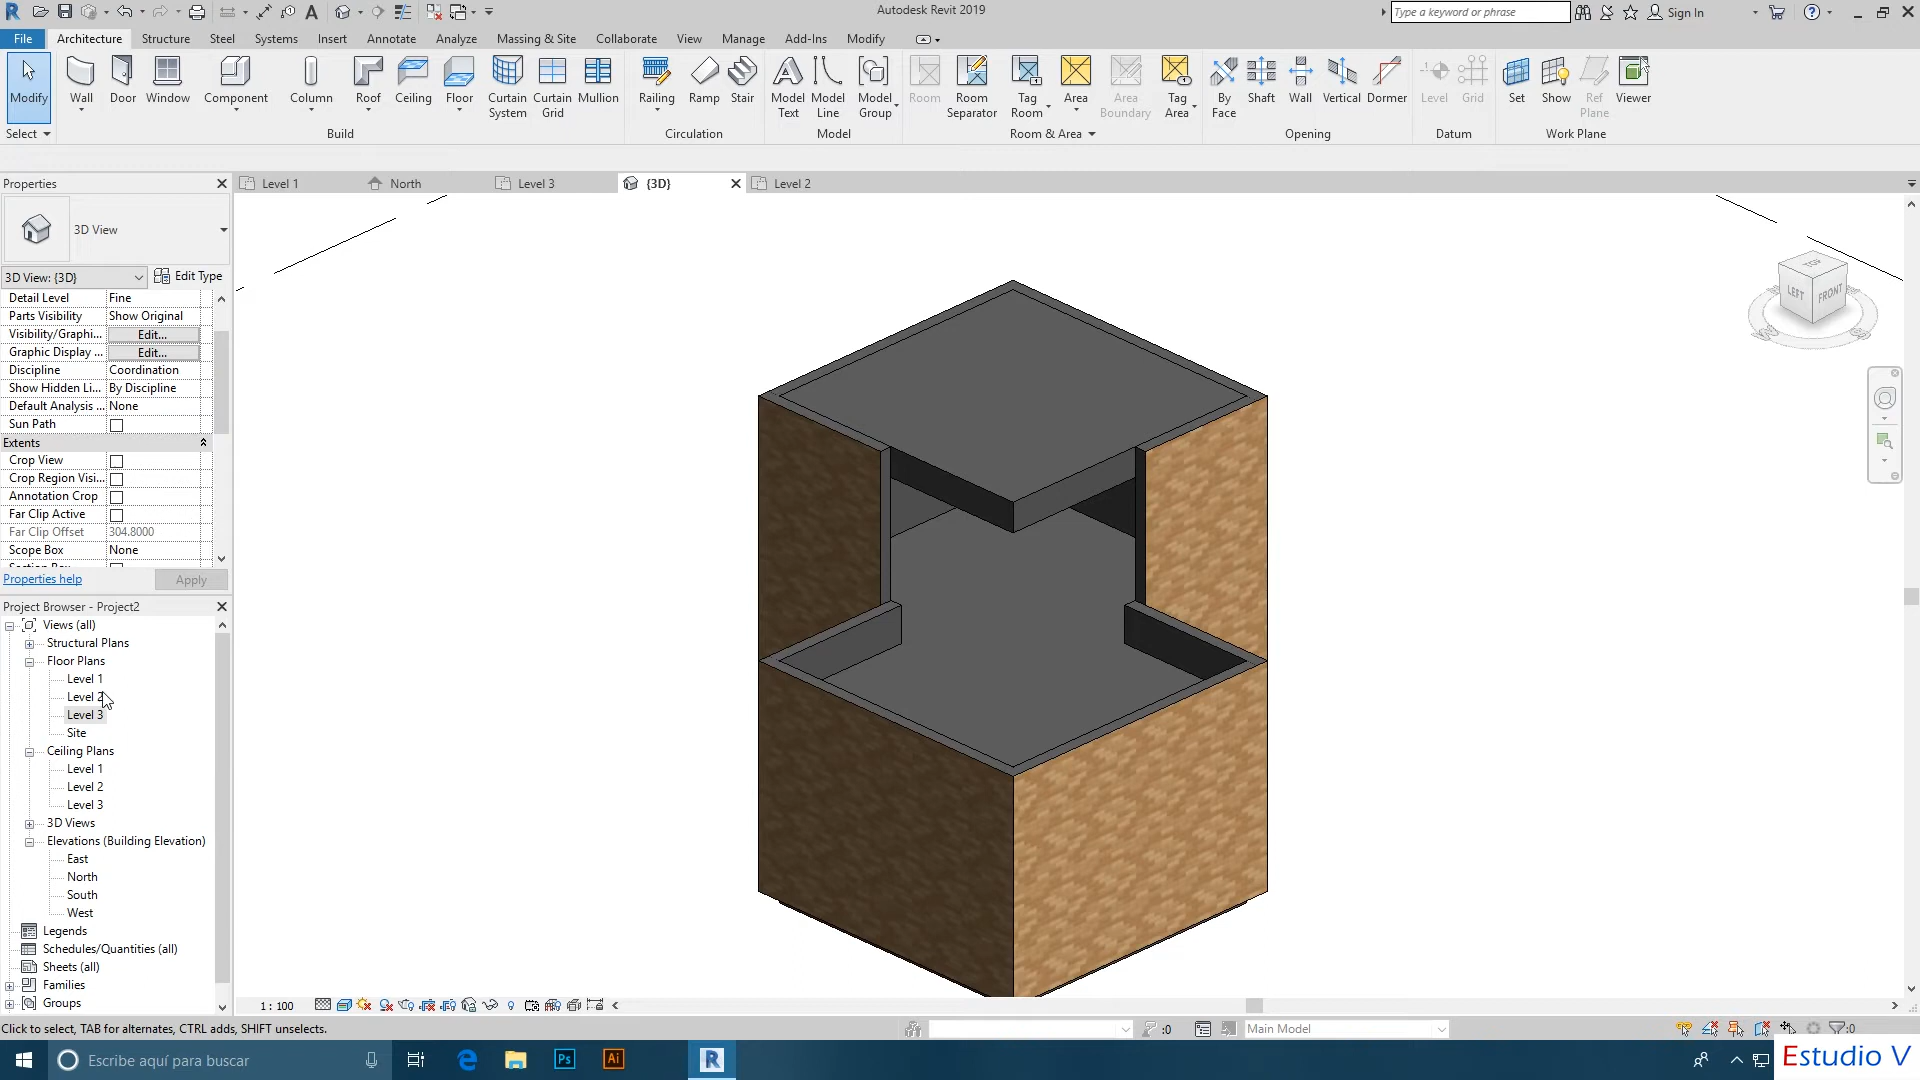 Autodesk Revit 2019
Type a keyword or phrase
Sign In
File Architecture Structure Steel Systems Insert Annotate Analyze Massing & Site Collaborate View Manage Add-Ins Modify
Modify Wall Door Window Component Column Roof Ceiling Floor Curtain System Curtain Grid Mullion Railing Ramp Stair Model Text Model Line Model Group Room Room Separator Tag Room Area Area Boundary Tag Area By Face Shaft Wall Vertical Dormer Level Grid Set Show Ref Plane Viewer
Select Build Circulation Model Room & Area Opening Datum Work Plane
Properties
Level 1 North Level 3 {3D} Level 2
3D View
3D View: {3D} Edit Type
Detail Level Fine
Parts Visibility Show Original
Visibility/Graphi... Edit...
Graphic Display ... Edit...
Discipline Coordination
Show Hidden Li... By Discipline
Default Analysis ... None
Sun Path
Extents
Crop View
Crop Region Visi...
Annotation Crop
Far Clip Active
Far Clip Offset 304.8000
Scope Box None
Properties help Apply
TOP
LEFT FRONT
Project Browser - Project2
Views (all)
Structural Plans
Floor Plans
Level 1
Level 2
Level 3
Site
Ceiling Plans
Level 1
Level 2
Level 3
3D Views
Elevations (Building Elevation)
East
North
South
West
Legends
Schedules/Quantities (all)
Sheets (all)
Families
Groups
1 : 100
Click to select, TAB for alternates, CTRL adds, SHIFT unselects.
:0
Main Model
:0
Escribe aquí para buscar
Ps
Ai
R
Estudio V